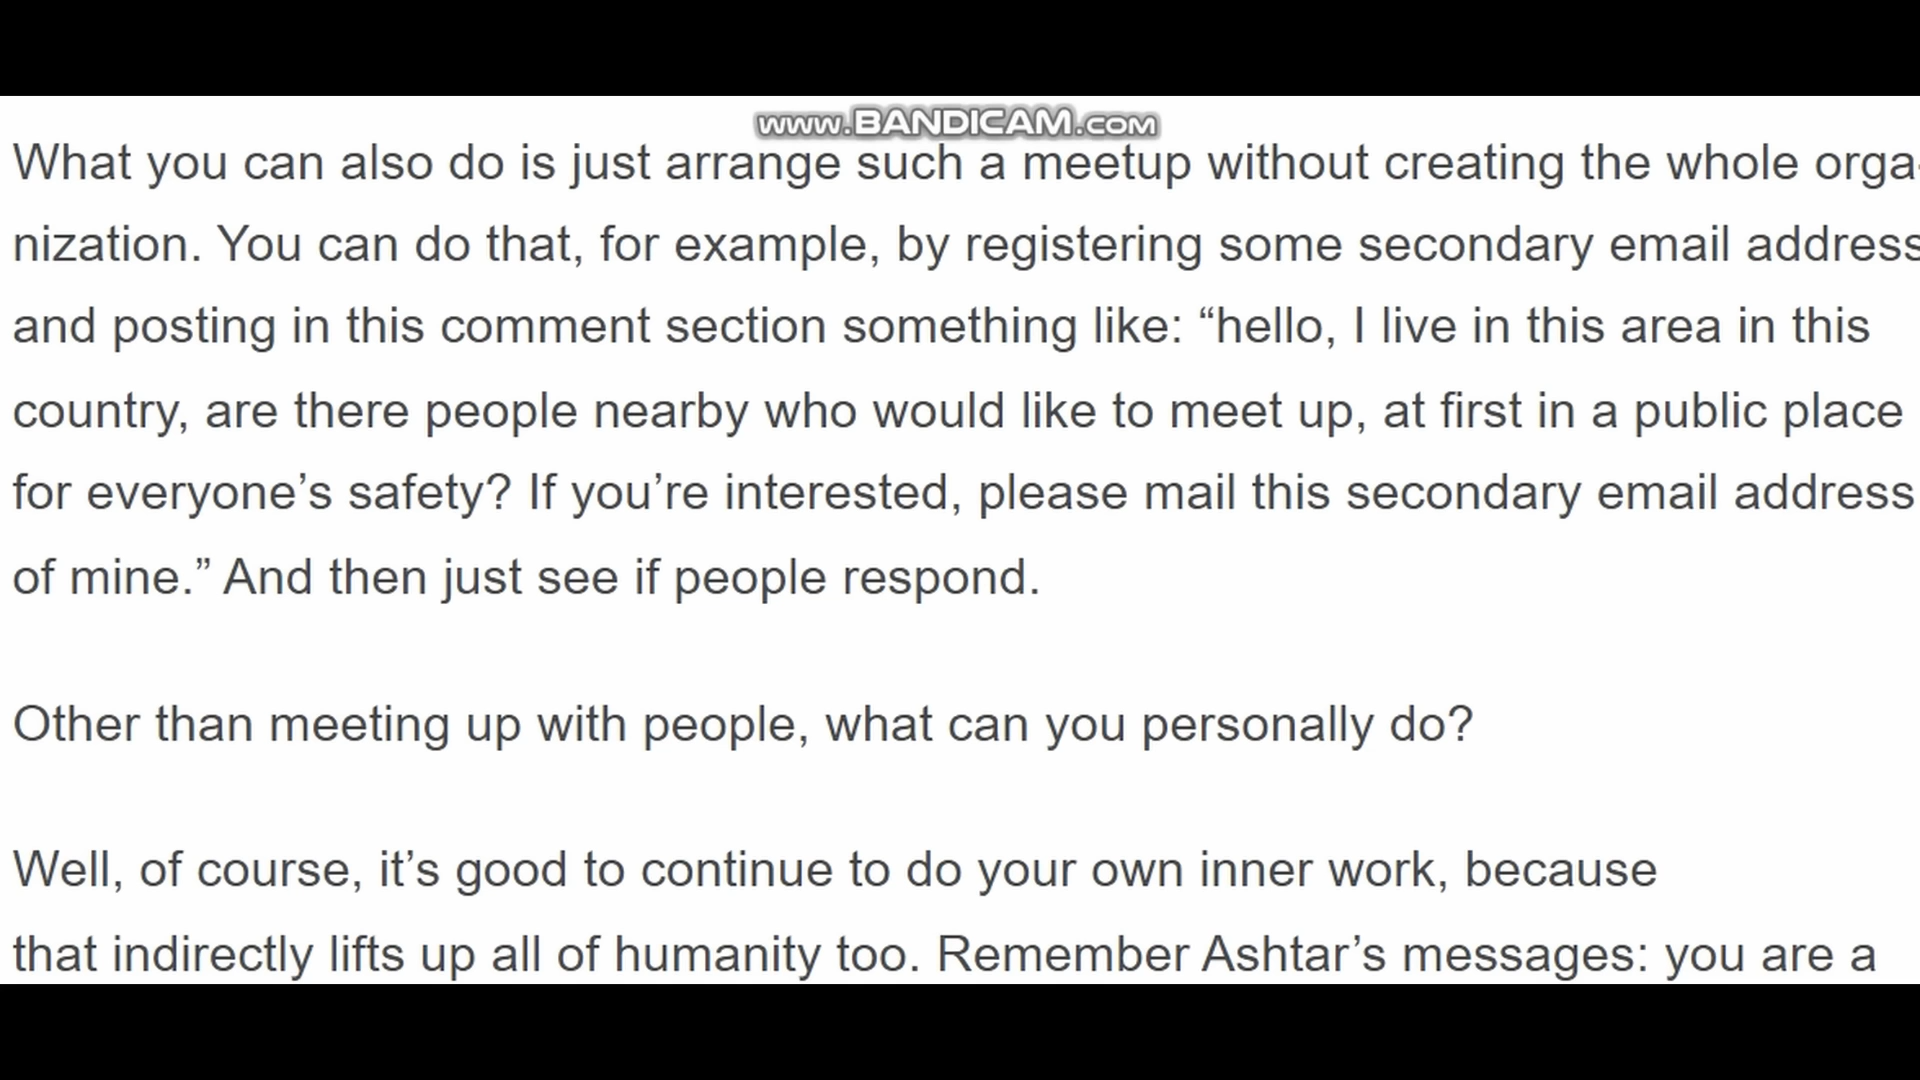 www.BANDICAM.com
What you can also do is just arrange such a meetup without creating the whole orga-
nization. You can do that, for example, by registering some secondary email address
and posting in this comment section something like: “hello, I live in this area in this
country, are there people nearby who would like to meet up, at first in a public place
for everyone’s safety? If you’re interested, please mail this secondary email address
of mine.” And then just see if people respond.
Other than meeting up with people, what can you personally do?
Well, of course, it’s good to continue to do your own inner work, because
that indirectly lifts up all of humanity too. Remember Ashtar’s messages: you are a